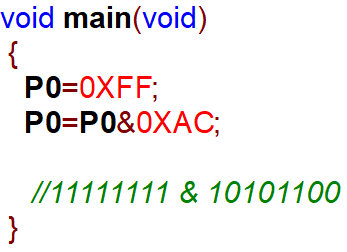 void main(void)
{
P0=0XFF;
P0=P0&0XAC;
//11111111 & 10101100
}